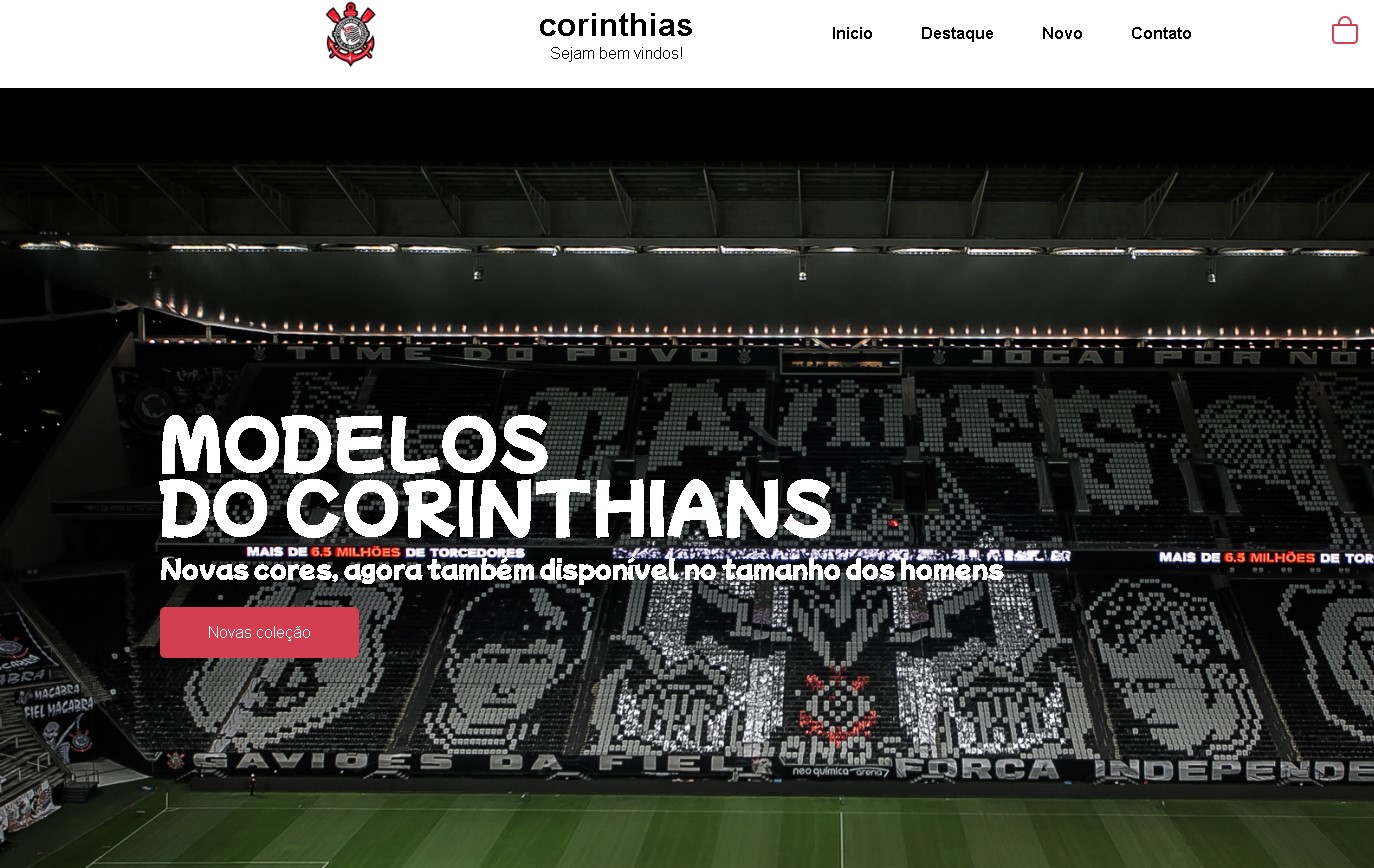 corinthias
Sejam bem vindos!
Inicio Destaque Novo Contato
TIME DO POVO JOGAI POR NÓ
GAVIÕES
MODELOS
DO CORINTHIANS
MAIS DE 6.5 MILHÕES DE TORCEDORES MAIS DE 6.5 MILHÕES DE TOR
Novas cores, agora também disponível no tamanho dos homens
Novas coleção
MACABRA
FIEL MACABRA
GAVIÕES DA FIEL neo química arena FORÇA INDEPENDE